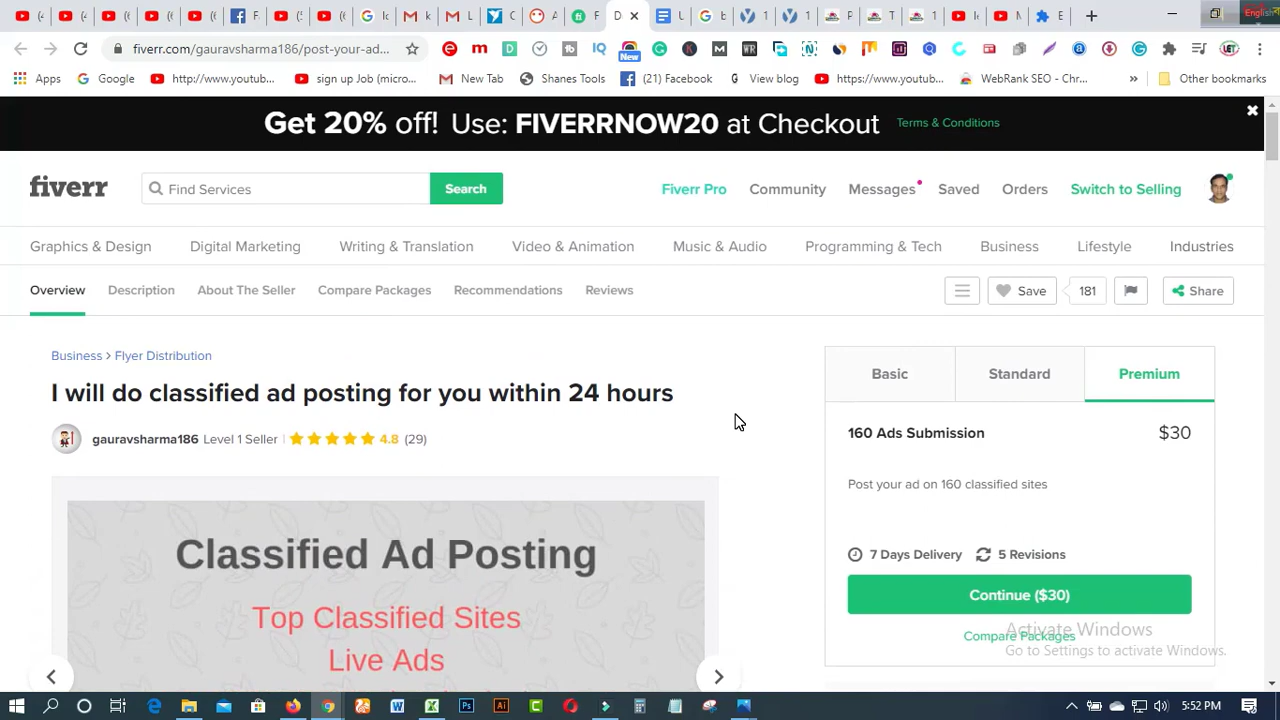 English
fiverr.com/gauravsharma186/post-your-ad...
New
Apps
Google
http://www.youtub...
sign up Job (micro...
New Tab
Shanes Tools
(21) Facebook
View blog
https://www.youtu...
WebRank SEO - Chr...
»
Other bookmarks
Get 20% off! Use: FIVERRNOW20 at Checkout
Terms & Conditions
fiverr
Find Services
Search
Fiverr Pro
Community
Messages
Saved
Orders
Switch to Selling
Graphics & Design
Digital Marketing
Writing & Translation
Video & Animation
Music & Audio
Programming & Tech
Business
Lifestyle
Industries
Overview
Description
About The Seller
Compare Packages
Recommendations
Reviews
Save
181
Share
Business > Flyer Distribution
I will do classified ad posting for you within 24 hours
gauravsharma186 Level 1 Seller
4.8 (29)
Classified Ad Posting
Top Classified Sites
Live Ads
Basic
Standard
Premium
160 Ads Submission
$30
Post your ad on 160 classified sites
7 Days Delivery
5 Revisions
Continue ($30)
Compare Packages
Activate Windows
Go to Settings to activate Windows.
5:52 PM